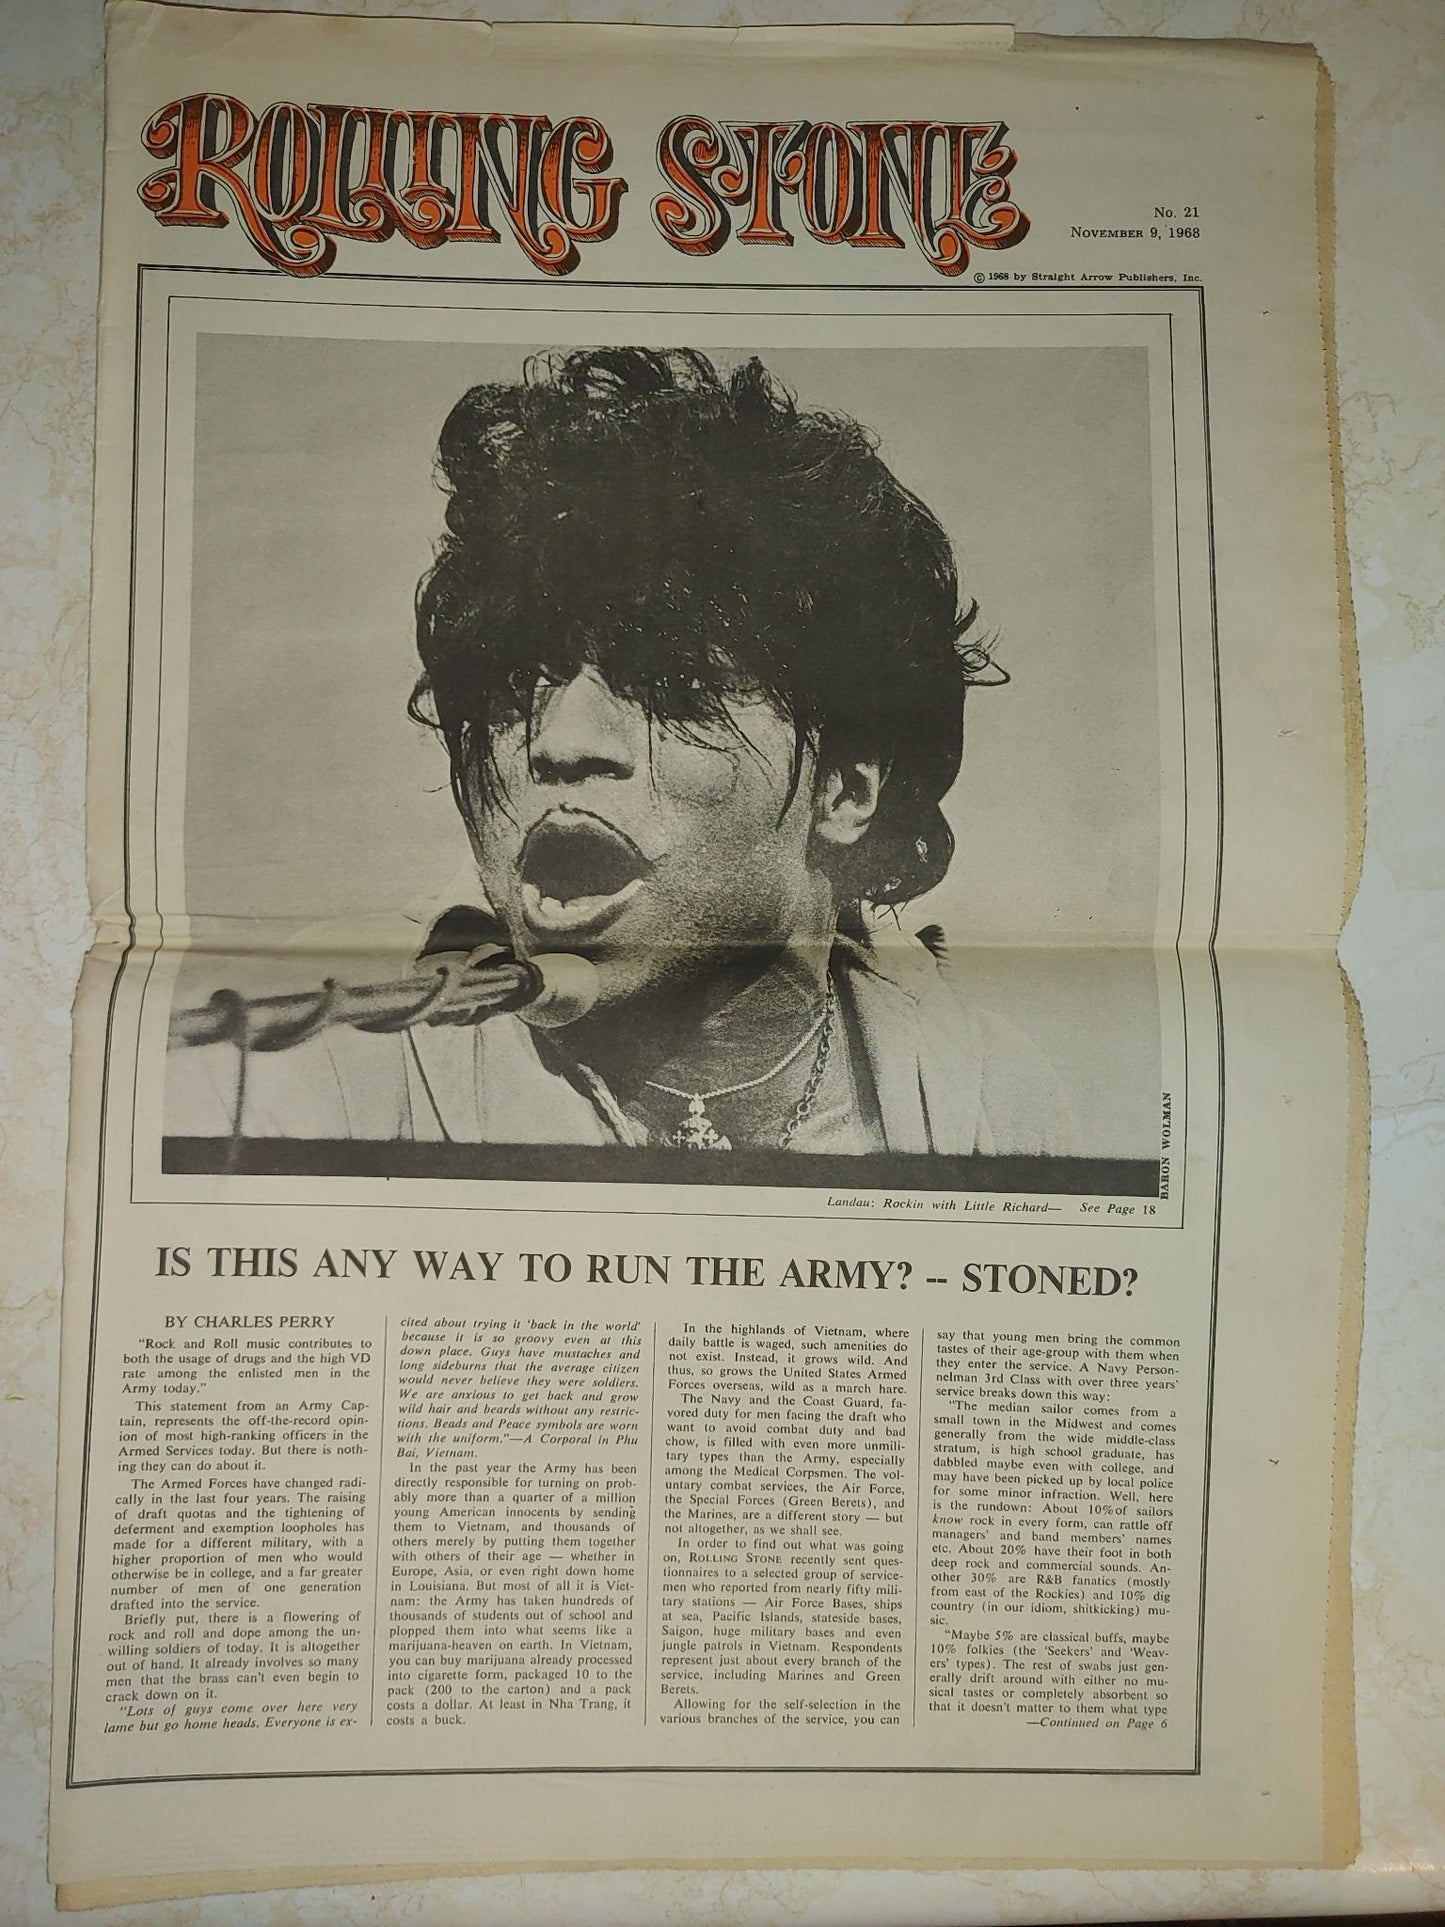 ROLLING STONE
No. 21
NOVEMBER 9, 1968
© 1968 by Straight Arrow Publishers, Inc.
BARON WOLMAN
Landau: Rockin with Little Richard— See Page 18
IS THIS ANY WAY TO RUN THE ARMY? -- STONED?
BY CHARLES PERRY
"Rock and Roll music contributes to
both the usage of drugs and the high VD
rate among the enlisted men in the
Army today."
This statement from an Army Cap-
tain, represents the off-the-record opin-
ion of most high-ranking officers in the
Armed Services today. But there is noth-
ing they can do about it.
The Armed Forces have changed radi-
cally in the last four years. The raising
of draft quotas and the tightening of
deferment and exemption loopholes has
made for a different military, with a
higher proportion of men who would
otherwise be in college, and a far greater
number of men of one generation
drafted into the service.
Briefly put, there is a flowering of
rock and roll and dope among the un-
willing soldiers of today. It is altogether
out of hand. It already involves so many
men that the brass can't even begin to
crack down on it.
"Lots of guys come over here very
lame but go home heads. Everyone is ex-
cited about trying it 'back in the world'
because it is so groovy even at this
down place. Guys have mustaches and
long sideburns that the average citizen
would never believe they were soldiers.
We are anxious to get back and grow
wild hair and beards without any restric-
tions. Beads and Peace symbols are worn
with the uniform."—A Corporal in Phu
Bai, Vietnam.
In the past year the Army has been
directly responsible for turning on prob-
ably more than a quarter of a million
young American innocents by sending
them to Vietnam, and thousands of
others merely by putting them together
with others of their age — whether in
Europe, Asia, or even right down home
in Louisiana. But most of all it is Viet-
nam: the Army has taken hundreds of
thousands of students out of school and
plopped them into what seems like a
marijuana-heaven on earth. In Vietnam,
you can buy marijuana already processed
into cigarette form, packaged 10 to the
pack (200 to the carton) and a pack
costs a dollar. At least in Nha Trang, it
costs a buck.
In the highlands of Vietnam, where
daily battle is waged, such amenities do
not exist. Instead, it grows wild. And
thus, so grows the United States Armed
Forces overseas, wild as a march hare.
The Navy and the Coast Guard, fa-
vored duty for men facing the draft who
want to avoid combat duty and bad
chow, is filled with even more unmili-
tary types than the Army, especially
among the Medical Corpsmen. The vol-
untary combat services, the Air Force,
the Special Forces (Green Berets), and
the Marines, are a different story — but
not altogether, as we shall see.
In order to find out what was going
on, ROLLING STONE recently sent ques-
tionnaires to a selected group of service-
men who reported from nearly fifty mili-
tary stations — Air Force Bases, ships
at sea, Pacific Islands, stateside bases,
Saigon, huge military bases and even
jungle patrols in Vietnam. Respondents
represent just about every branch of the
service, including Marines and Green
Berets.
Allowing for the self-selection in the
various branches of the service, you can
say that young men bring the common
tastes of their age-group with them when
they enter the service. A Navy Person-
nelman 3rd Class with over three years'
service breaks down this way:
"The median sailor comes from a
small town in the Midwest and comes
generally from the wide middle-class
stratum, is high school graduate, has
dabbled maybe even with college, and
may have been picked up by local police
for some minor infraction. Well, here
is the rundown: About 10% of sailors
know rock in every form, can rattle off
managers' and band members' names
etc. About 20% have their foot in both
deep rock and commercial sounds. An-
other 30% are R&B fanatics (mostly
from east of the Rockies) and 10% dig
country (in our idiom, shitkicking) mu-
sic.
"Maybe 5% are classical buffs, maybe
10% folkies (the 'Seekers' and 'Weav-
ers' types). The rest of swabs just gen-
erally drift around with either no mu-
sical tastes or completely absorbent so
that it doesn't matter to them what type
—Continued on Page 6